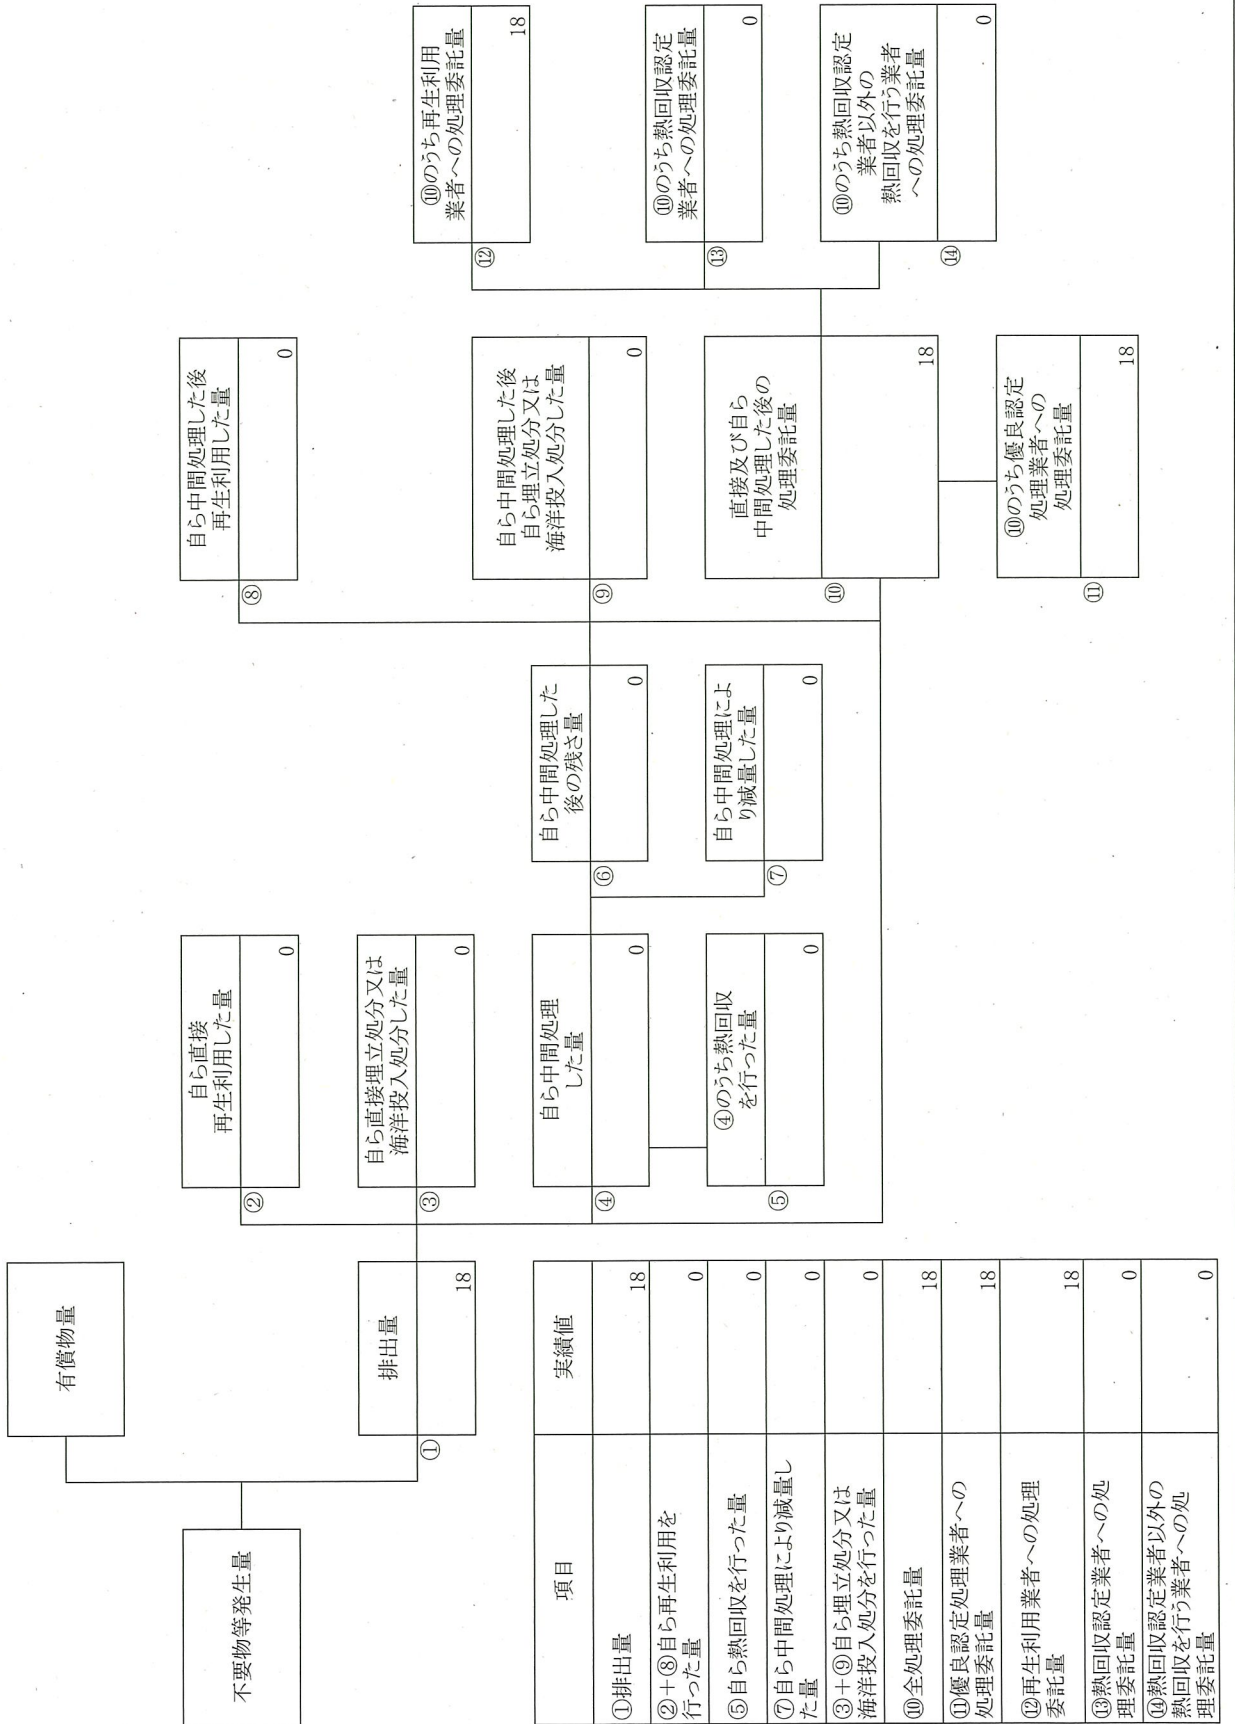 不要物等発生量
有償物量
排出量
①
18
自ら直接
再生利用した量
②
0
自ら直接埋立処分又は
海洋投入処分した量
③
0
自ら中間処理
した量
④
0
④のうち熱回収
を行った量
⑤
0
自ら中間処理した
後の残さ量
⑥
0
自ら中間処理によ
り減量した量
⑦
0
自ら中間処理した後
再生利用した量
⑧
0
自ら中間処理した後
自ら埋立処分又は
海洋投入処分した量
⑨
0
直接及び自ら
中間処理した後の
処理委託量
⑩
18
⑩のうち優良認定
処理業者への
処理委託量
⑪
18
⑩のうち再生利用
業者への処理委託量
⑫
18
⑩のうち熱回収認定
業者への処理委託量
⑬
0
⑩のうち熱回収認定
業者以外の
熱回収を行う業者
への処理委託量
⑭
0
項目 実績値
①排出量 18
②+⑧自ら再生利用を
行った量 0
⑤自ら熱回収を行った量 0
⑦自ら中間処理により減量し
た量 0
③+⑨自ら埋立処分又は
海洋投入処分を行った量 0
⑩全処理委託量 18
⑪優良認定処理業者への
処理委託量 18
⑫再生利用業者への処理
委託量 18
⑬熱回収認定業者への処
理委託量 0
⑭熱回収認定業者以外の
熱回収を行う業者への処
理委託量 0